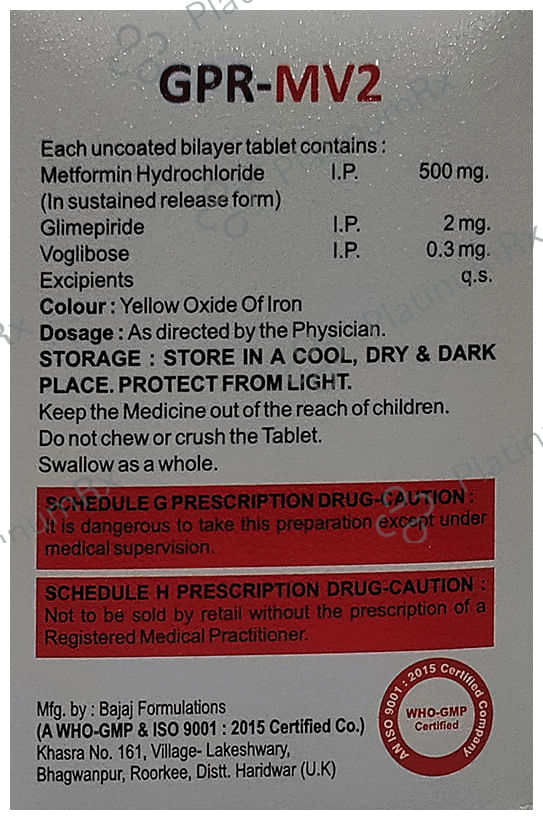 GPR-MV2
Each uncoated bilayer tablet contains :
Metformin Hydrochloride I.P. 500 mg.
(In sustained release form)
Glimepiride I.P. 2 mg.
Voglibose I.P. 0.3 mg.
Excipients q.s.
Colour : Yellow Oxide Of Iron
Dosage : As directed by the Physician.
STORAGE : STORE IN A COOL, DRY & DARK
PLACE. PROTECT FROM LIGHT.
Keep the Medicine out of the reach of children.
Do not chew or crush the Tablet.
Swallow as a whole.
SCHEDULE G PRESCRIPTION DRUG-CAUTION :
It is dangerous to take this preparation except under
medical supervision.
SCHEDULE H PRESCRIPTION DRUG-CAUTION :
Not to be sold by retail without the prescription of a
Registered Medical Practitioner.
Mfg. by : Bajaj Formulations
(A WHO-GMP & ISO 9001 : 2015 Certified Co.)
Khasra No. 161, Village- Lakeshwary,
Bhagwanpur, Roorkee, Distt. Haridwar (U.K)
AN ISO 9001 : 2015 Certified Company
WHO-GMP
Certified
PlatinumRx